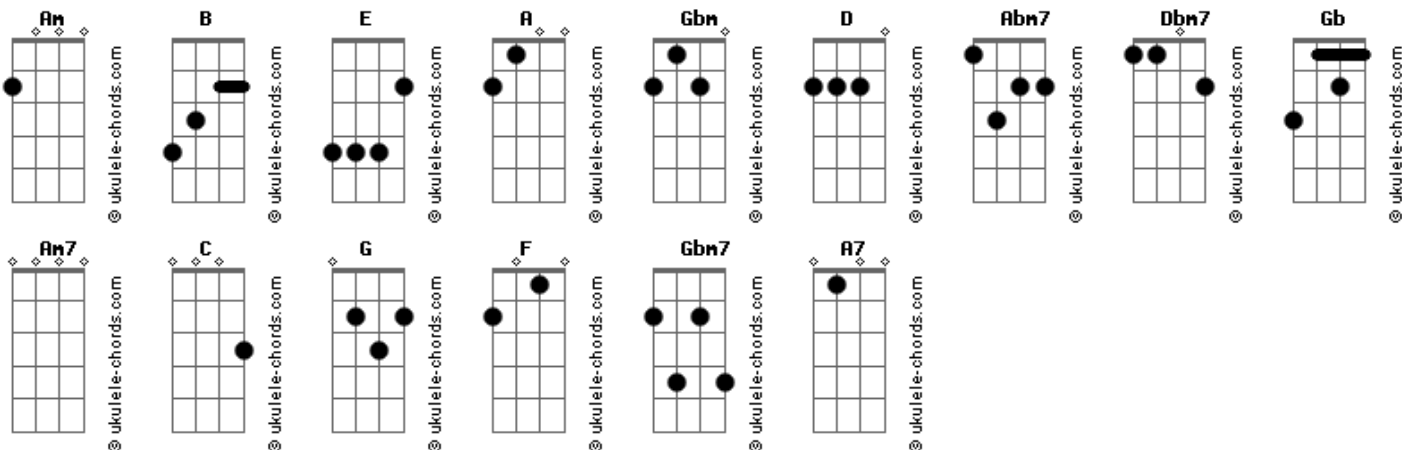 Am B E A Gbm D Abm7 Dbm7 Gb
© ukulele-chords.com © ukulele-chords.com © ukulele-chords.com © ukulele-chords.com © ukulele-chords.com © ukulele-chords.com © ukulele-chords.com © ukulele-chords.com © ukulele-chords.com
Am7 C G F Gbm7 A7
© ukulele-chords.com © ukulele-chords.com © ukulele-chords.com © ukulele-chords.com © ukulele-chords.com © ukulele-chords.com